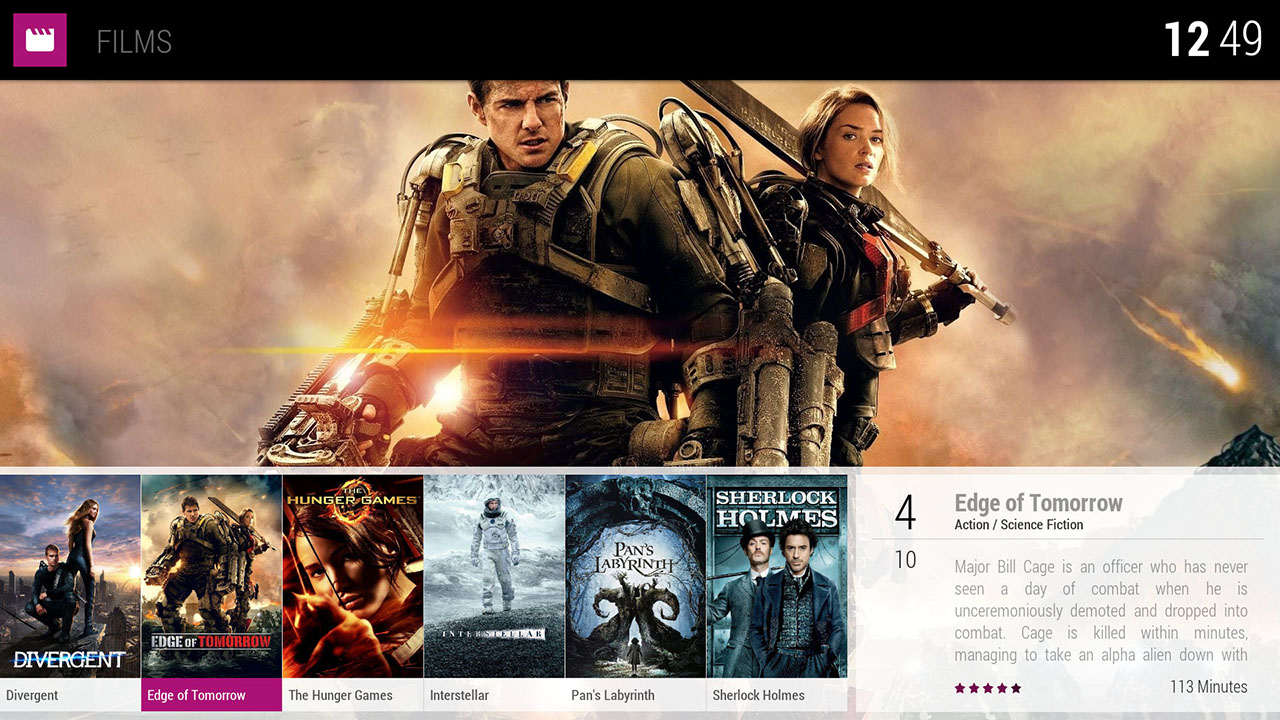 FILMS
12 49
THE
HUNGER GAMES
SHERLOCK
HOLMES
PAN'S
LABYRINTH
INTERSTELLAR
EDGE OF TOMORROW
DIVERGENT
Divergent
Edge of Tomorrow
The Hunger Games
Interstellar
Pan's Labyrinth
Sherlock Holmes
4
10
Edge of Tomorrow
Action / Science Fiction
Major Bill Cage is an officer who has never
seen a day of combat when he is
unceremoniously demoted and dropped into
combat. Cage is killed within minutes,
managing to take an alpha alien down with
113 Minutes